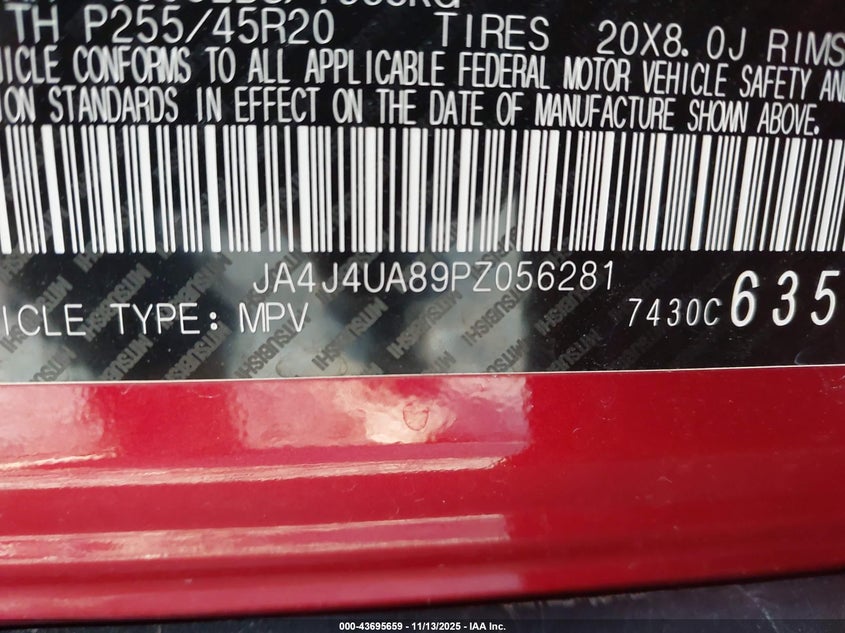 TH P255/45R20 TIRES 20X8.0J RIMS
ICLE CONFORMS TO ALL APPLICABLE FEDERAL MOTOR VEHICLE SAFETY AN
ION STANDARDS IN EFFECT ON THE DATE OF MANUFACTURE SHOWN ABOVE.
JA4J4UA89PZ056281
ICLE TYPE: MPV 7430C 635
MITSUBISHI
000-43695659 - 11/13/2025 - IAA Inc.